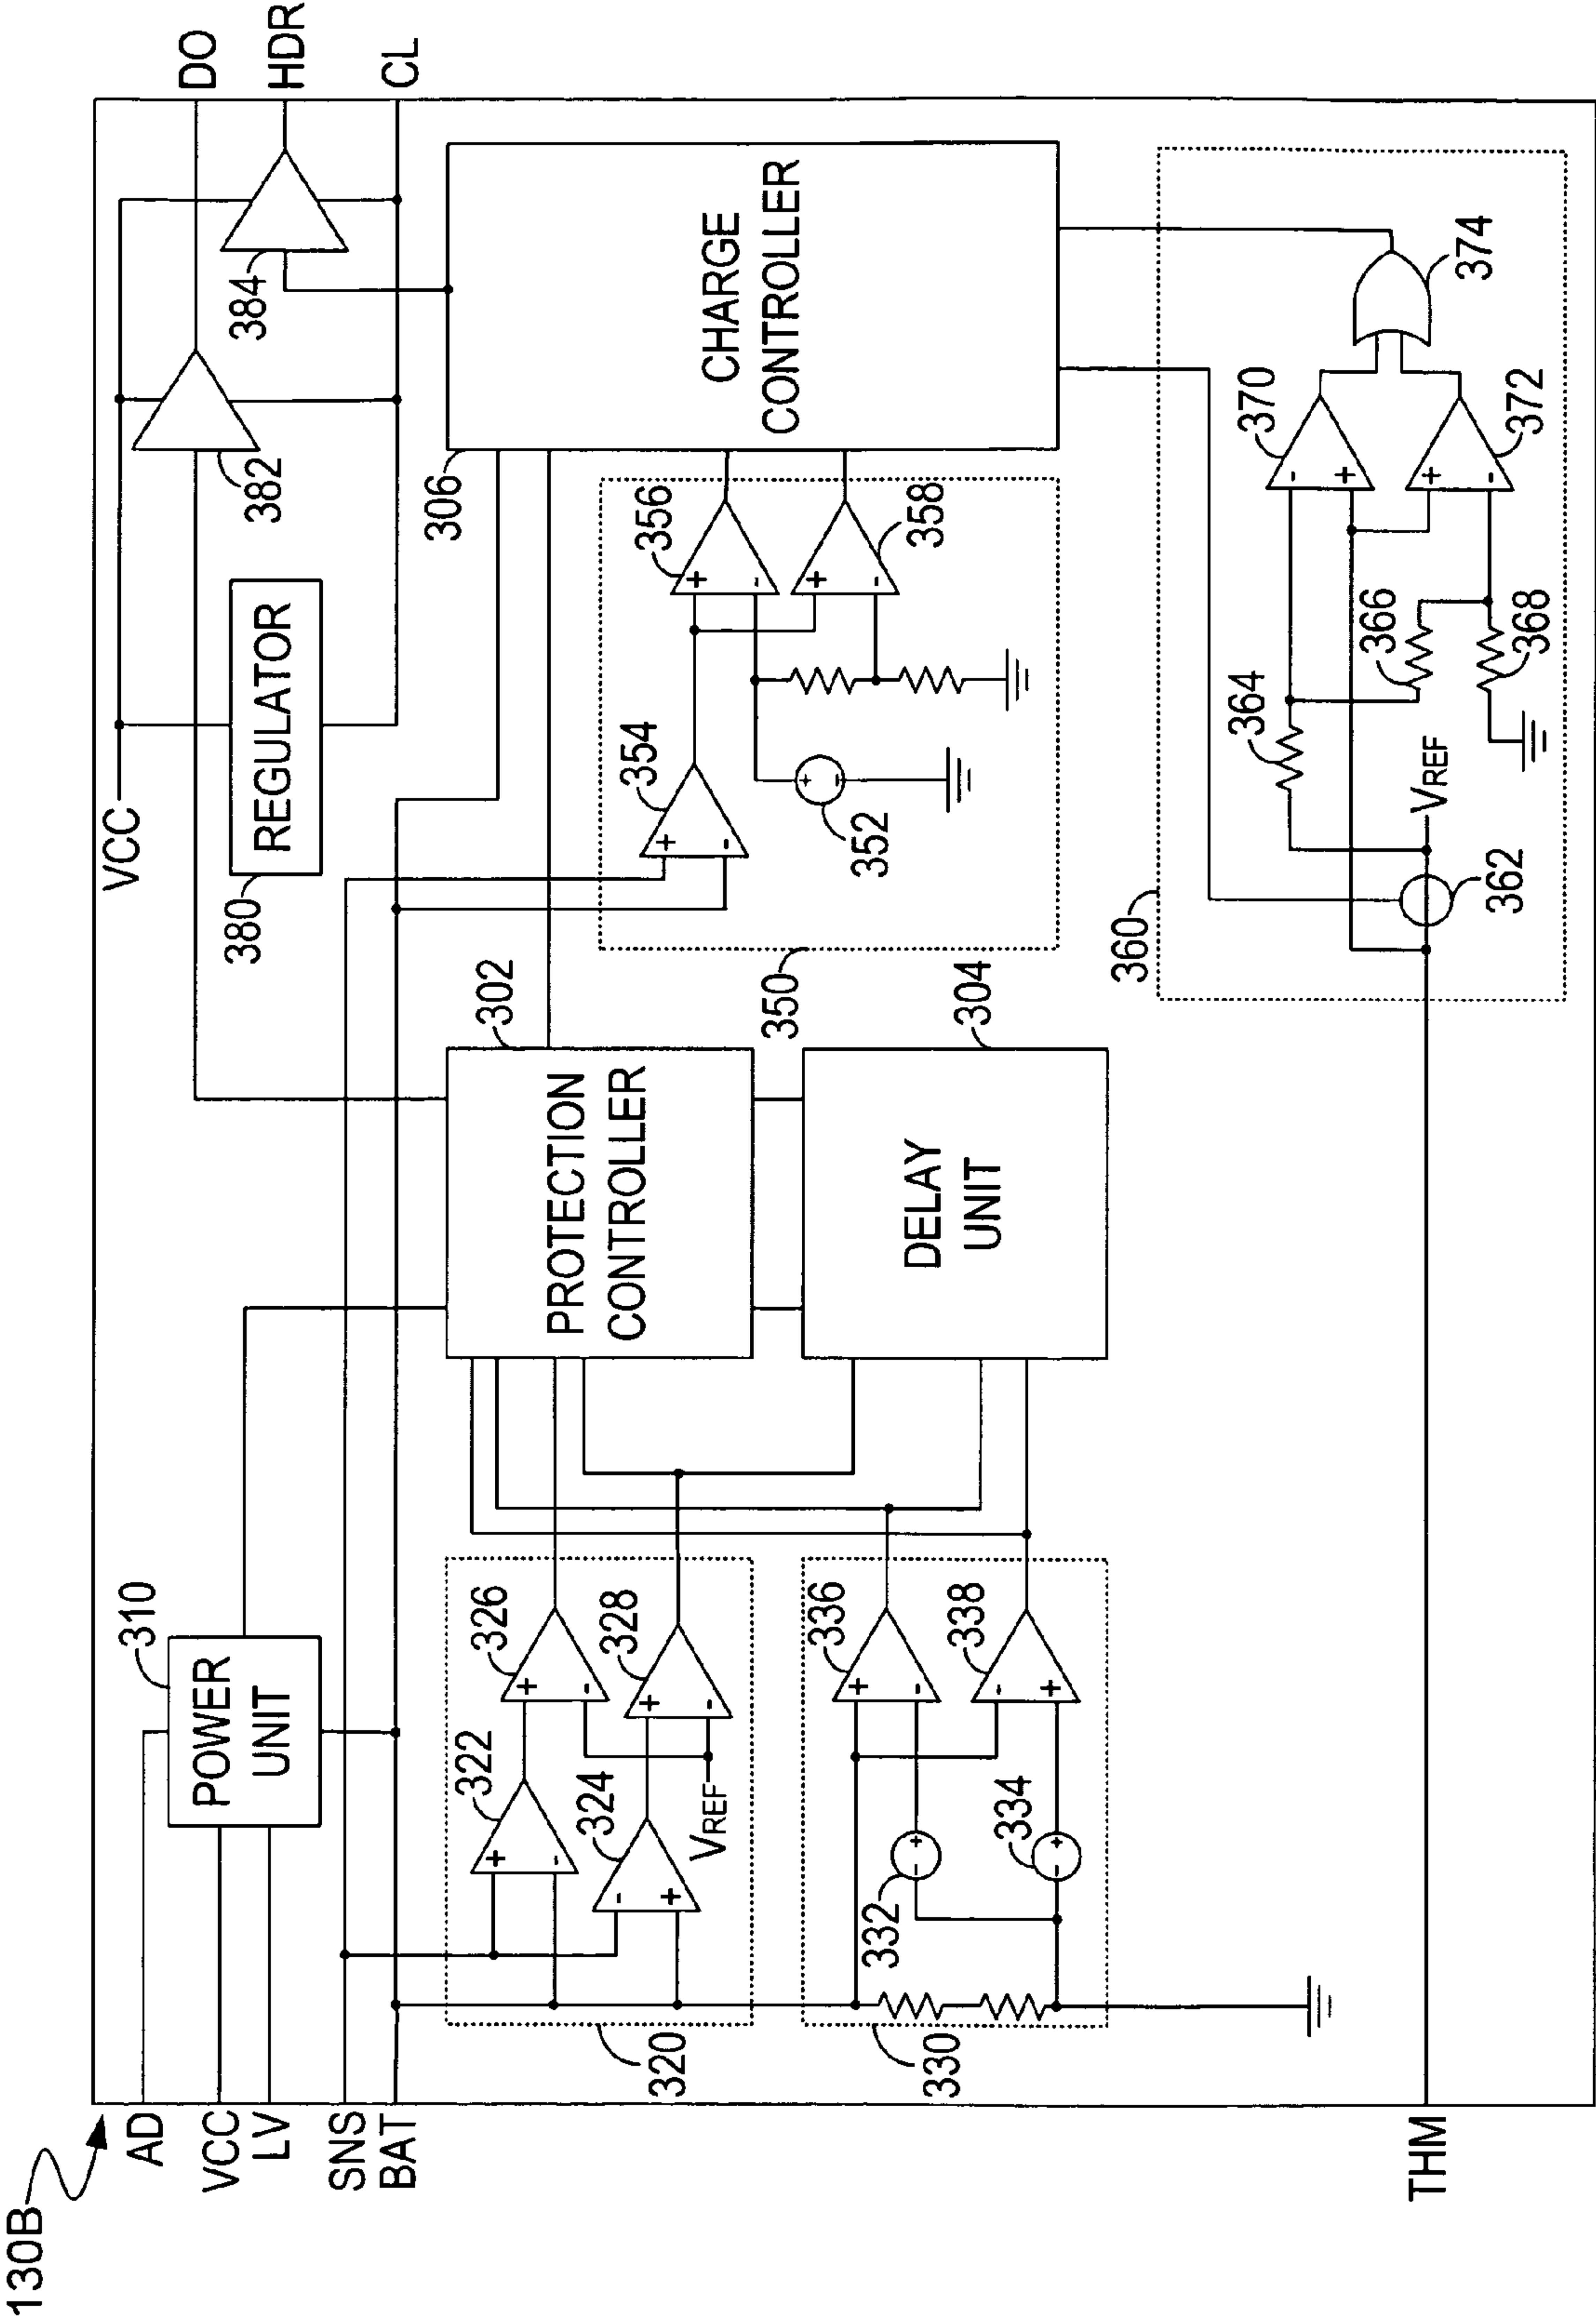 130B
AD
VCC
LV
SNS
BAT
THM
310
POWER
UNIT
320
322
+
-
324
-
+
326
+
-
328
+
-
VREF
330
332
-
+
334
-
+
336
+
-
338
-
+
302
PROTECTION
CONTROLLER
304
DELAY
UNIT
VCC
380
REGULATOR
382
384
DO
HDR
CL
306
CHARGE
CONTROLLER
350
354
+
-
352
+
-
356
+
-
358
+
-
360
362
VREF
364
366
368
370
-
+
372
+
-
374